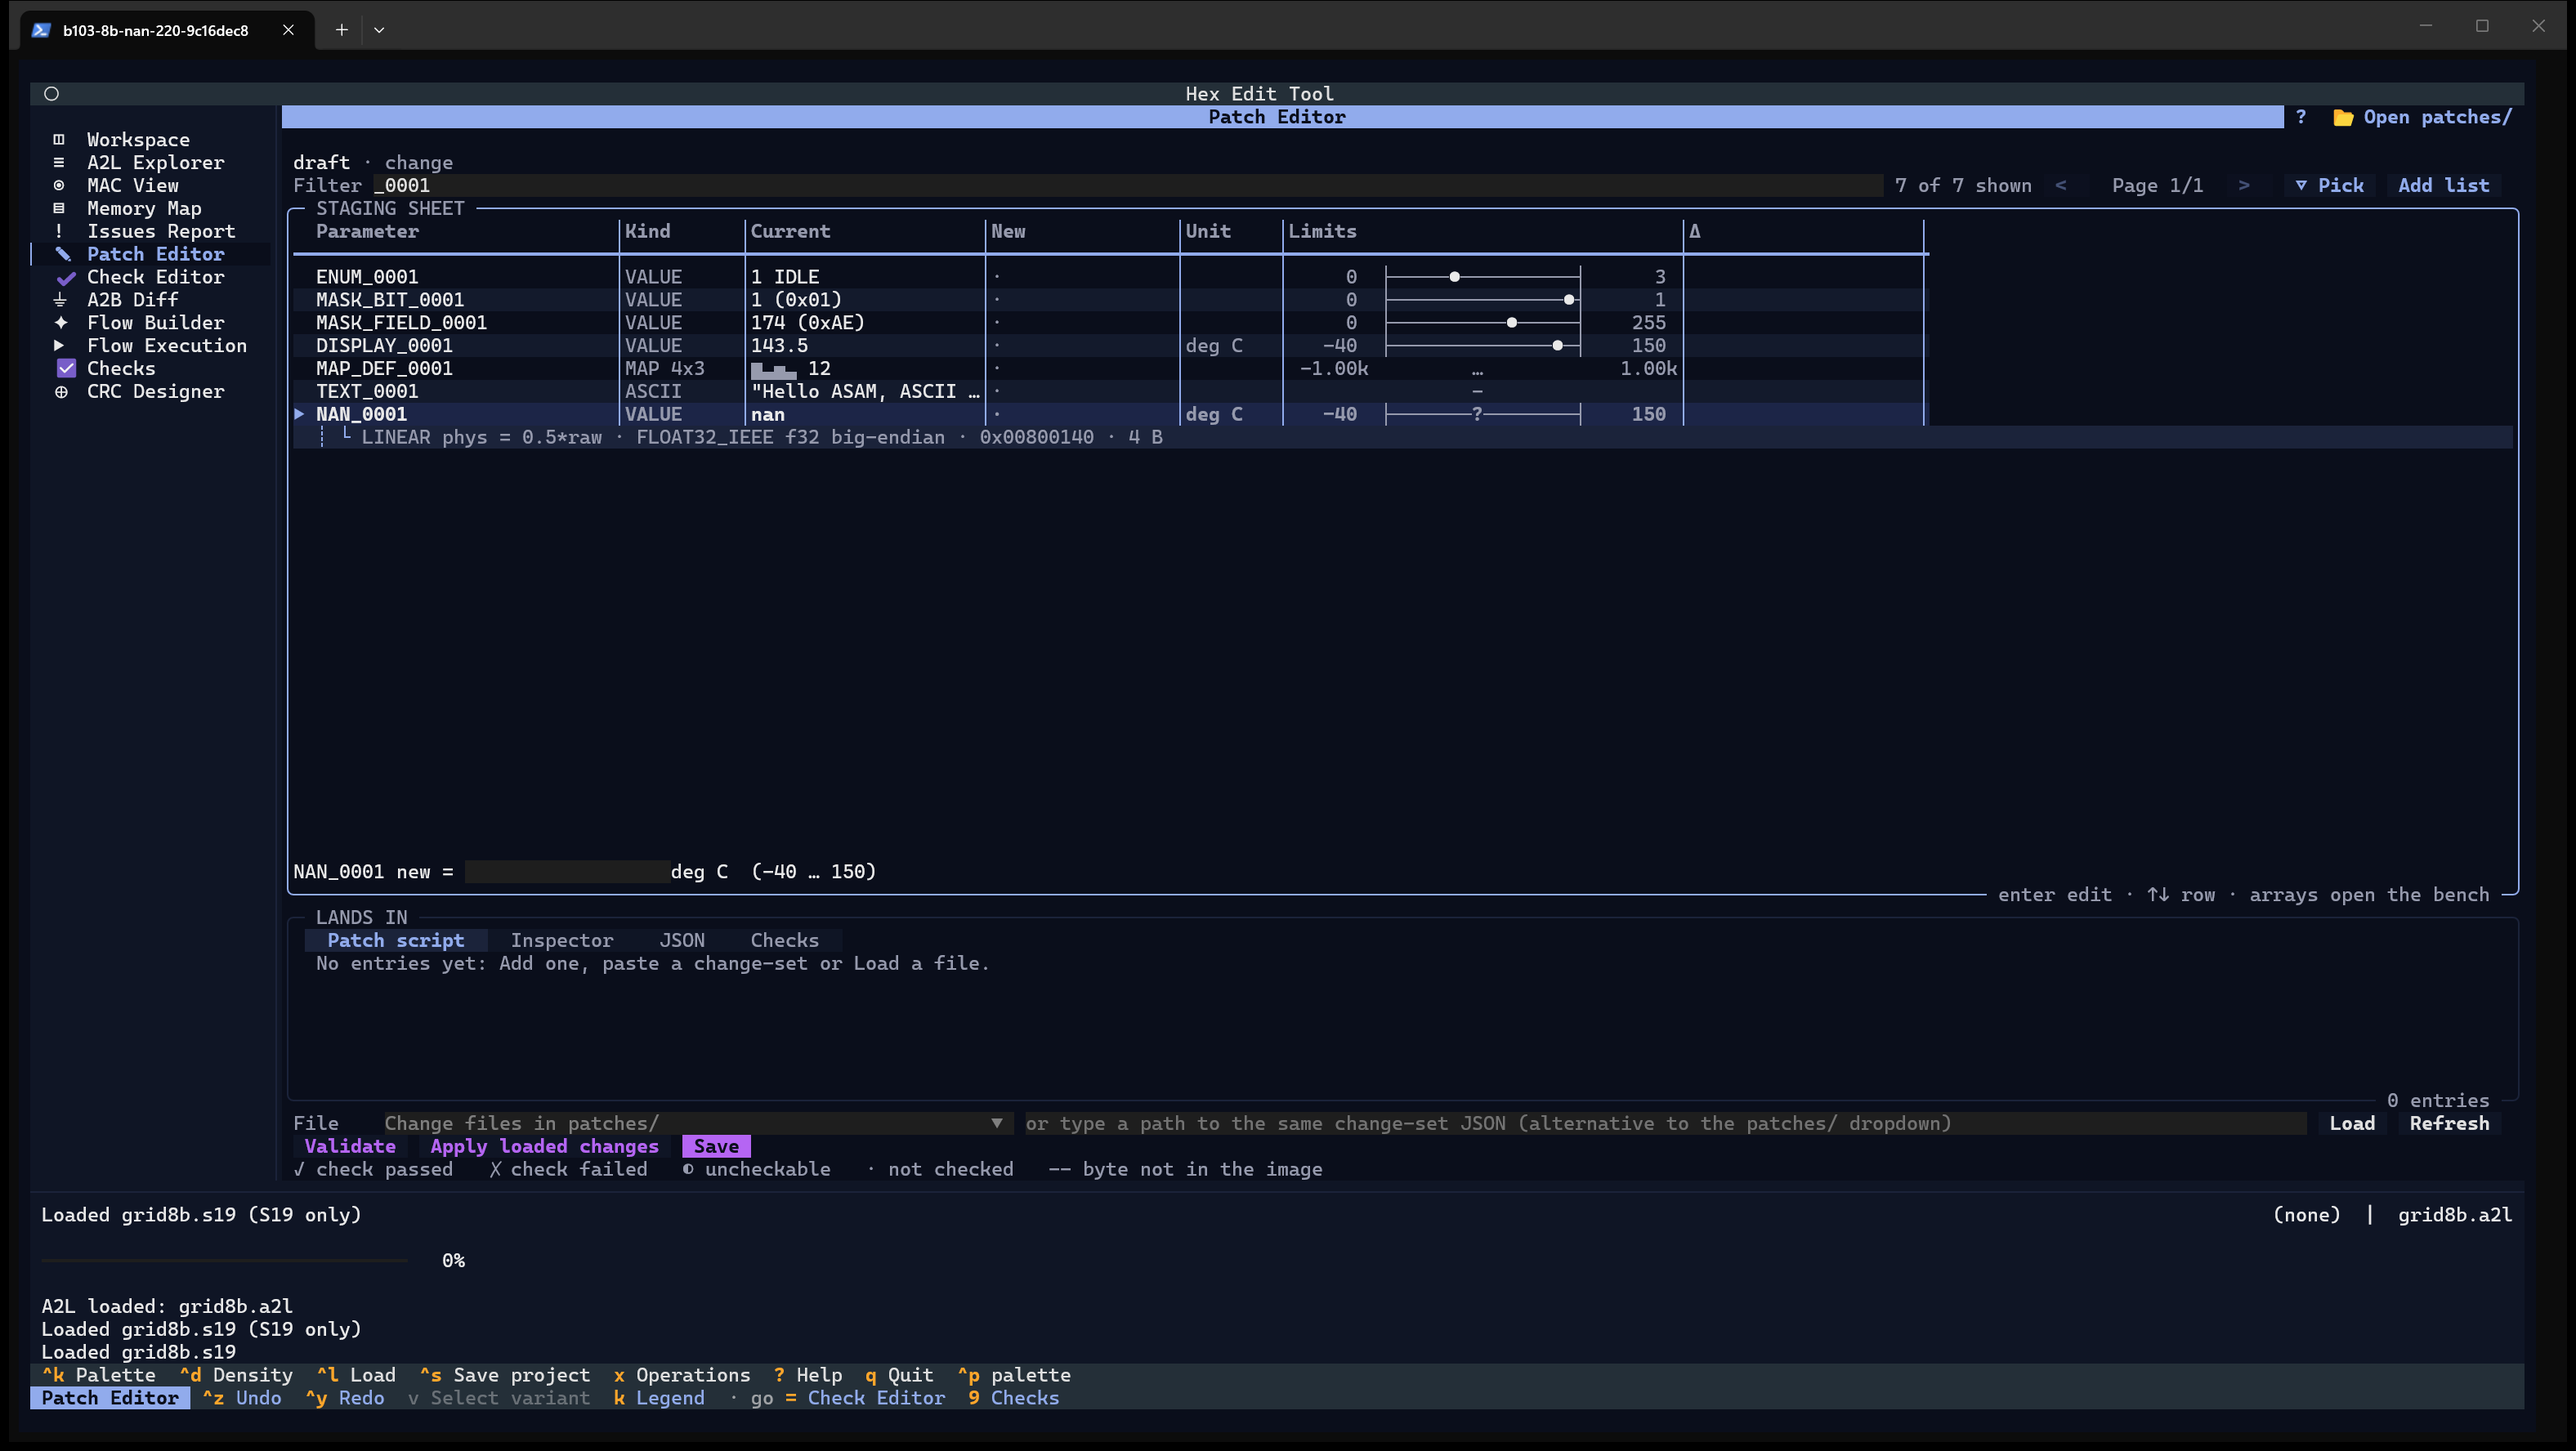 b103-8b-nan-220-9c16dec8
Hex Edit Tool
Patch Editor ? Open patches/
Workspace
A2L Explorer
MAC View
Memory Map
! Issues Report
Patch Editor
Check Editor
A2B Diff
Flow Builder
Flow Execution
Checks
CRC Designer
draft · change
Filter _0001 7 of 7 shown < Page 1/1 > ▽ Pick Add list
STAGING SHEET
Parameter Kind Current New Unit Limits Δ
ENUM_0001 VALUE 1 IDLE · 0 3
MASK_BIT_0001 VALUE 1 (0x01) · 0 1
MASK_FIELD_0001 VALUE 174 (0xAE) · 0 255
DISPLAY_0001 VALUE 143.5 · deg C -40 150
MAP_DEF_0001 MAP 4x3 12 · -1.00k … 1.00k
TEXT_0001 ASCII "Hello ASAM, ASCII … · -
NAN_0001 VALUE nan · deg C -40 ? 150
LINEAR phys = 0.5*raw · FLOAT32_IEEE f32 big-endian · 0x00800140 · 4 B
NAN_0001 new = deg C (-40 … 150)
enter edit · ↑↓ row · arrays open the bench
LANDS IN
Patch script Inspector JSON Checks
No entries yet: Add one, paste a change-set or Load a file.
0 entries
File Change files in patches/ ▼ or type a path to the same change-set JSON (alternative to the patches/ dropdown) Load Refresh
Validate Apply loaded changes Save
√ check passed ╳ check failed ◐ uncheckable · not checked -- byte not in the image
Loaded grid8b.s19 (S19 only) (none) | grid8b.a2l
0%
A2L loaded: grid8b.a2l
Loaded grid8b.s19 (S19 only)
Loaded grid8b.s19
^k Palette ^d Density ^l Load ^s Save project x Operations ? Help q Quit ^p palette
Patch Editor ^z Undo ^y Redo v Select variant k Legend · go = Check Editor 9 Checks